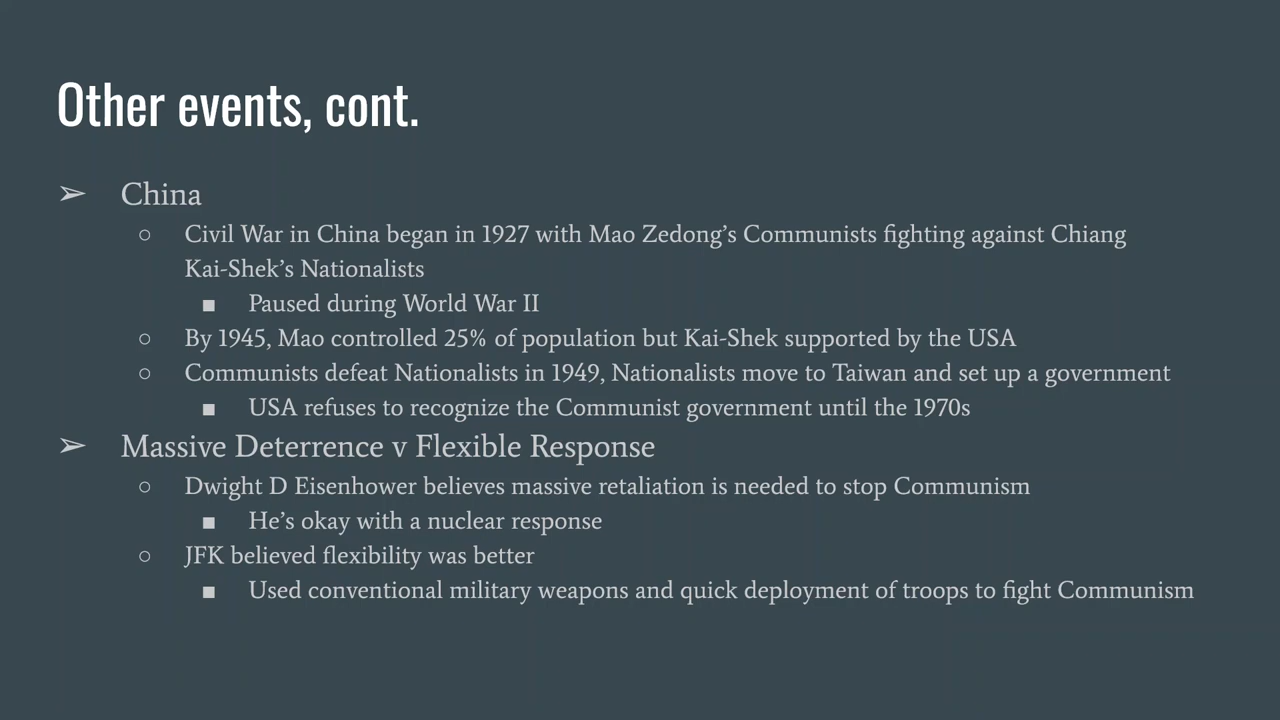 Other events, cont.
➢ China
○ Civil War in China began in 1927 with Mao Zedong’s Communists fighting against Chiang
Kai-Shek’s Nationalists
■ Paused during World War II
○ By 1945, Mao controlled 25% of population but Kai-Shek supported by the USA
○ Communists defeat Nationalists in 1949, Nationalists move to Taiwan and set up a government
■ USA refuses to recognize the Communist government until the 1970s
➢ Massive Deterrence v Flexible Response
○ Dwight D Eisenhower believes massive retaliation is needed to stop Communism
■ He’s okay with a nuclear response
○ JFK believed flexibility was better
■ Used conventional military weapons and quick deployment of troops to fight Communism